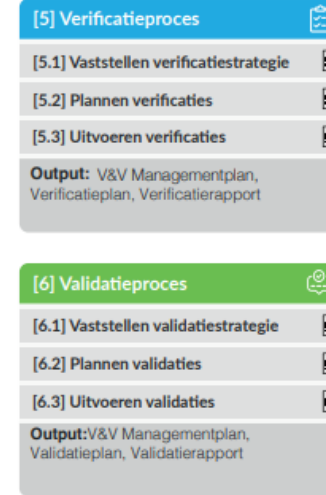 [5] Verificatieproces
[5.1] Vaststellen verificatiestrategie
[5.2] Plannen verificaties
[5.3] Uitvoeren verificaties
Output: V&V Managementplan,
Verificatieplan, Verificatierapport
[6] Validatieproces
[6.1] Vaststellen validatiestrategie
[6.2] Plannen validaties
[6.3] Uitvoeren validaties
Output:V&V Managementplan,
Validatieplan, Validatierapport